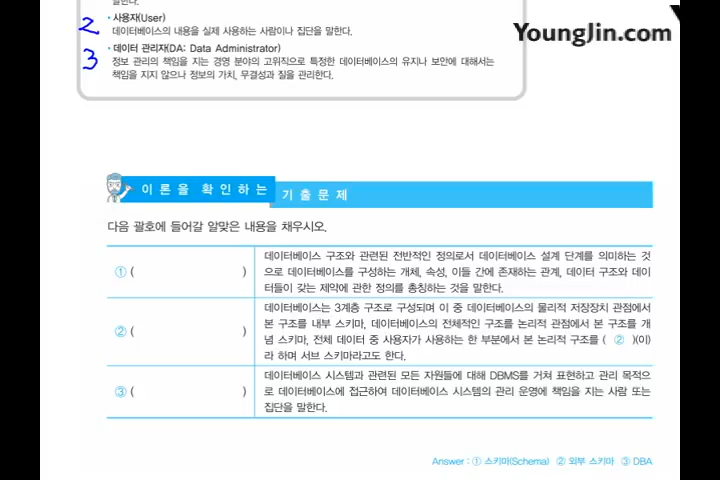 말한다.
2 • 사용자(User)
데이터베이스의 내용을 실제 사용하는 사람이나 집단을 말한다.
3 • 데이터 관리자(DA: Data Administrator)
정보 관리의 책임을 지는 경영 분야의 고위직으로 특정한 데이터베이스의 유지나 보안에 대해서는
책임을 지지 않으나 정보의 가치, 무결성과 질을 관리한다.
YoungJin.com
이론을 확인하는 기출문제
다음 괄호에 들어갈 알맞은 내용을 채우시오.
① ( )
데이터베이스 구조와 관련된 전반적인 정의로서 데이터베이스 설계 단계를 의미하는 것
으로 데이터베이스를 구성하는 개체, 속성, 이들 간에 존재하는 관계, 데이터 구조와 데이
터들이 갖는 제약에 관한 정의를 총칭하는 것을 말한다.
② ( )
데이터베이스는 3계층 구조로 구성되며 이 중 데이터베이스의 물리적 저장장치 관점에서
본 구조를 내부 스키마, 데이터베이스의 전체적인 구조를 논리적 관점에서 본 구조를 개
념 스키마, 전체 데이터 중 사용자가 사용하는 한 부분에서 본 논리적 구조를 ( ② )(이)
라 하며 서브 스키마라고도 한다.
③ ( )
데이터베이스 시스템과 관련된 모든 자원들에 대해 DBMS를 거쳐 표현하고 관리 목적으
로 데이터베이스에 접근하여 데이터베이스 시스템의 관리 운영에 책임을 지는 사람 또는
집단을 말한다.
Answer : ① 스키마(Schema) ② 외부 스키마 ③ DBA